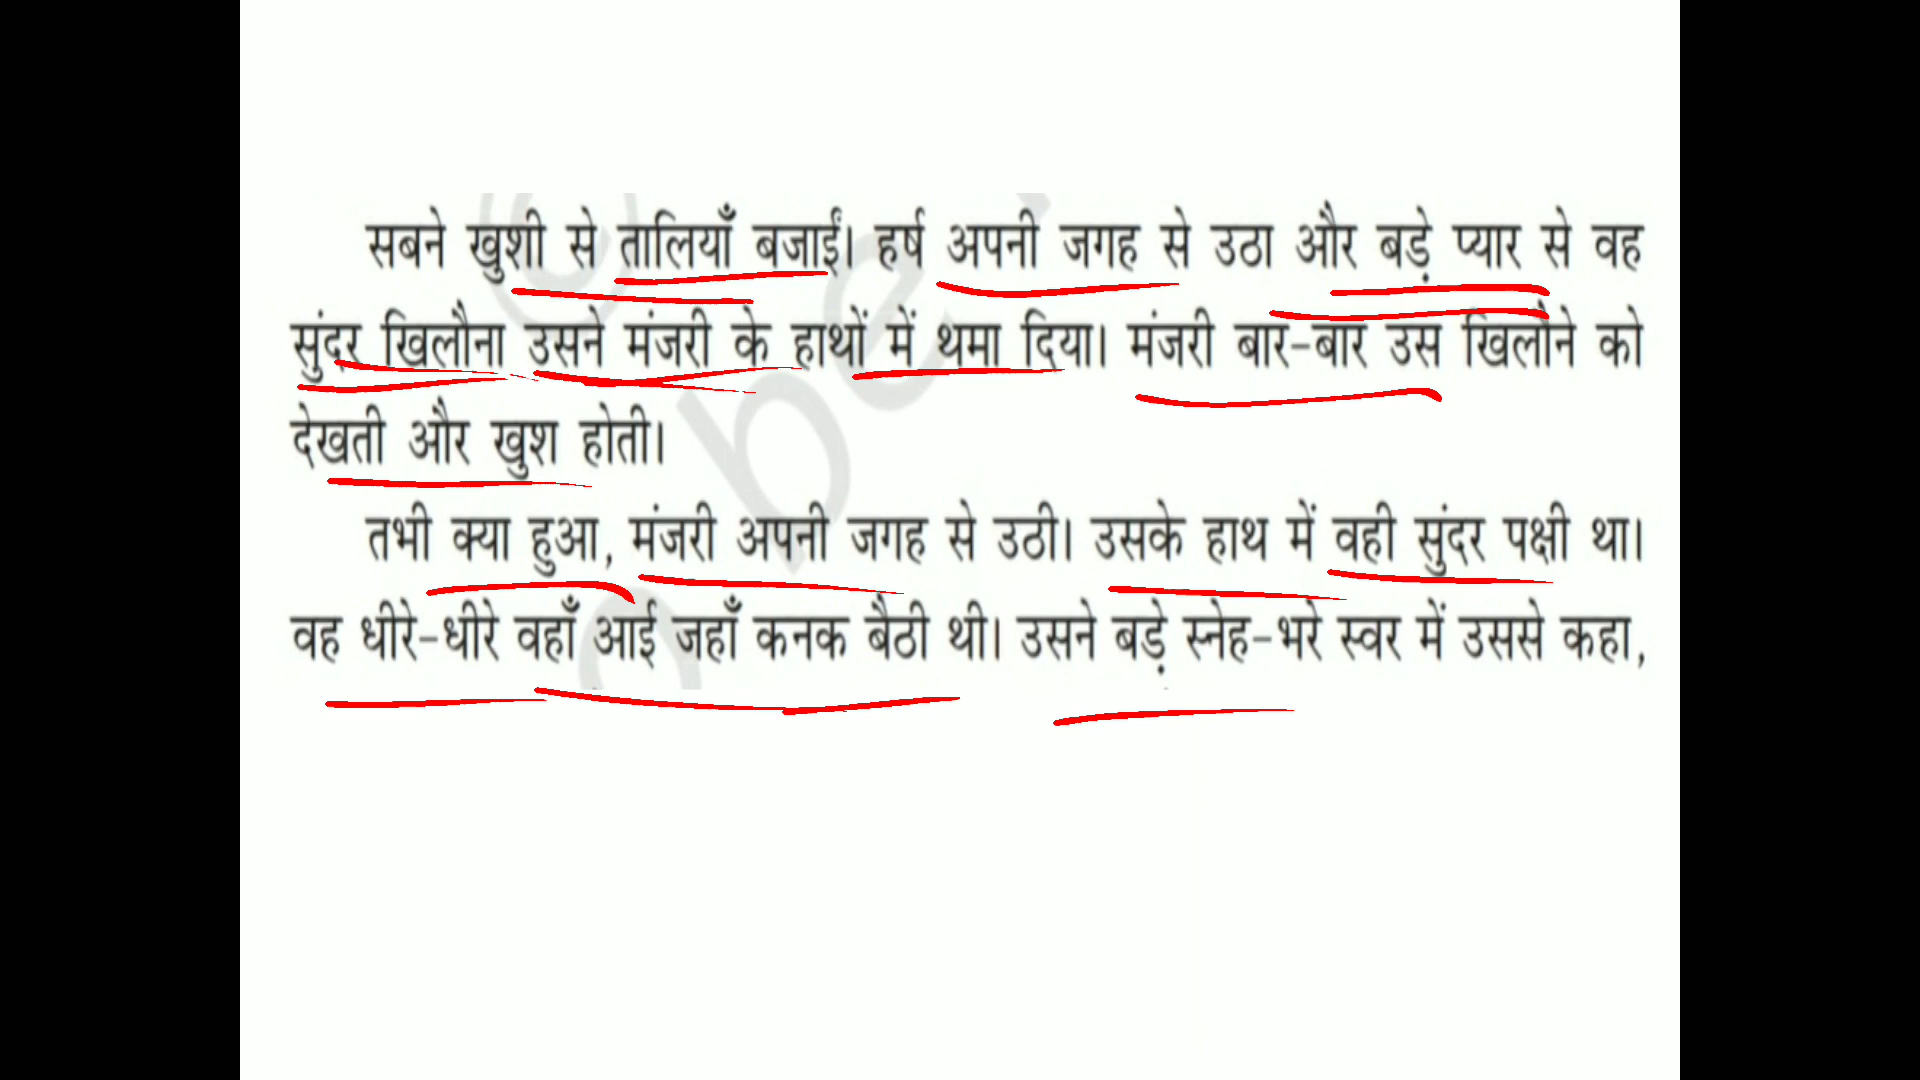 सबने खुशी से तालियाँ बजाईं। हर्ष अपनी जगह से उठा और बड़े प्यार से वह
सुंदर खिलौना उसने मंजरी के हाथों में थमा दिया। मंजरी बार-बार उस खिलौने को
देखती और खुश होती।
तभी क्या हुआ, मंजरी अपनी जगह से उठी। उसके हाथ में वही सुंदर पक्षी था।
वह धीरे-धीरे वहाँ आई जहाँ कनक बैठी थी। उसने बड़े स्नेह-भरे स्वर में उससे कहा,